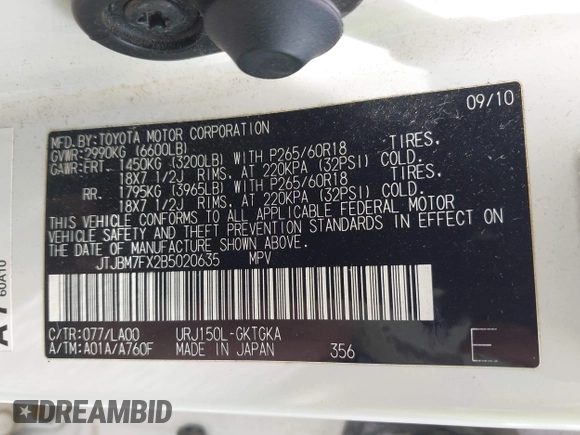 09/10
MFD.BY:TOYOTA MOTOR CORPORATION
GVWR:2990KG (6600LB)
GAWR:FRT. 1450KG (3200LB) WITH P265/60R18 TIRES,
18X7 1/2J RIMS, AT 220KPA (32PSI) COLD.
RR. 1795KG (3965LB) WITH P265/60R18 TIRES,
18X7 1/2J RIMS, AT 220KPA (32PSI) COLD.
THIS VEHICLE CONFORMS TO ALL APPLICABLE FEDERAL MOTOR
VEHICLE SAFETY STANDARDS IN EFFECT ON
THE DATE OF MANUFACTURE SHOWN ABOVE.
JTJBM7FX2B5020635 MPV
C/TR:077/LA00 URJ150L-GKTGKA
A/TM:A01A/A760F MADE IN JAPAN 356 E
60A10
DREAMBID